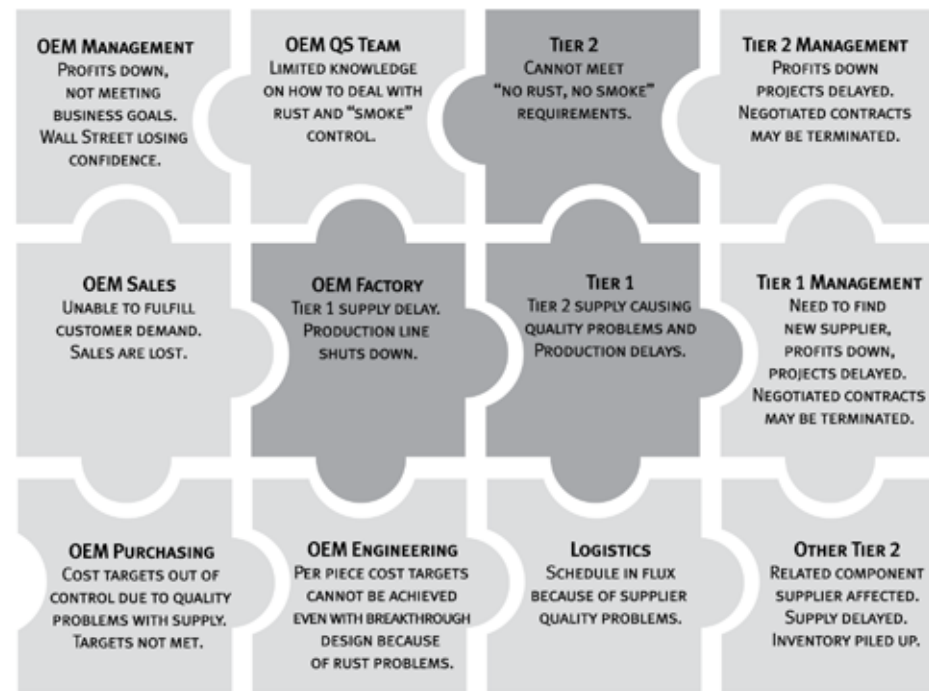 OEM MANAGEMENT
PROFITS DOWN,
NOT MEETING
BUSINESS GOALS.
WALL STREET LOSING
CONFIDENCE.
OEM QS TEAM
LIMITED KNOWLEDGE
ON HOW TO DEAL WITH
RUST AND “SMOKE”
CONTROL.
TIER 2
CANNOT MEET
“NO RUST, NO SMOKE”
REQUIREMENTS.
TIER 2 MANAGEMENT
PROFITS DOWN
PROJECTS DELAYED.
NEGOTIATED CONTRACTS
MAY BE TERMINATED.
OEM SALES
UNABLE TO FULFILL
CUSTOMER DEMAND.
SALES ARE LOST.
OEM FACTORY
TIER 1 SUPPLY DELAY.
PRODUCTION LINE
SHUTS DOWN.
TIER 1
TIER 2 SUPPLY CAUSING
QUALITY PROBLEMS AND
PRODUCTION DELAYS.
TIER 1 MANAGEMENT
NEED TO FIND
NEW SUPPLIER,
PROFITS DOWN,
PROJECTS DELAYED.
NEGOTIATED CONTRACTS
MAY BE TERMINATED.
OEM PURCHASING
COST TARGETS OUT OF
CONTROL DUE TO QUALITY
PROBLEMS WITH SUPPLY.
TARGETS NOT MET.
OEM ENGINEERING
PER PIECE COST TARGETS
CANNOT BE ACHIEVED
EVEN WITH BREAKTHROUGH
DESIGN BECAUSE
OF RUST PROBLEMS.
LOGISTICS
SCHEDULE IN FLUX
BECAUSE OF SUPPLIER
QUALITY PROBLEMS.
OTHER TIER 2
RELATED COMPONENT
SUPPLIER AFFECTED.
SUPPLY DELAYED.
INVENTORY PILED UP.